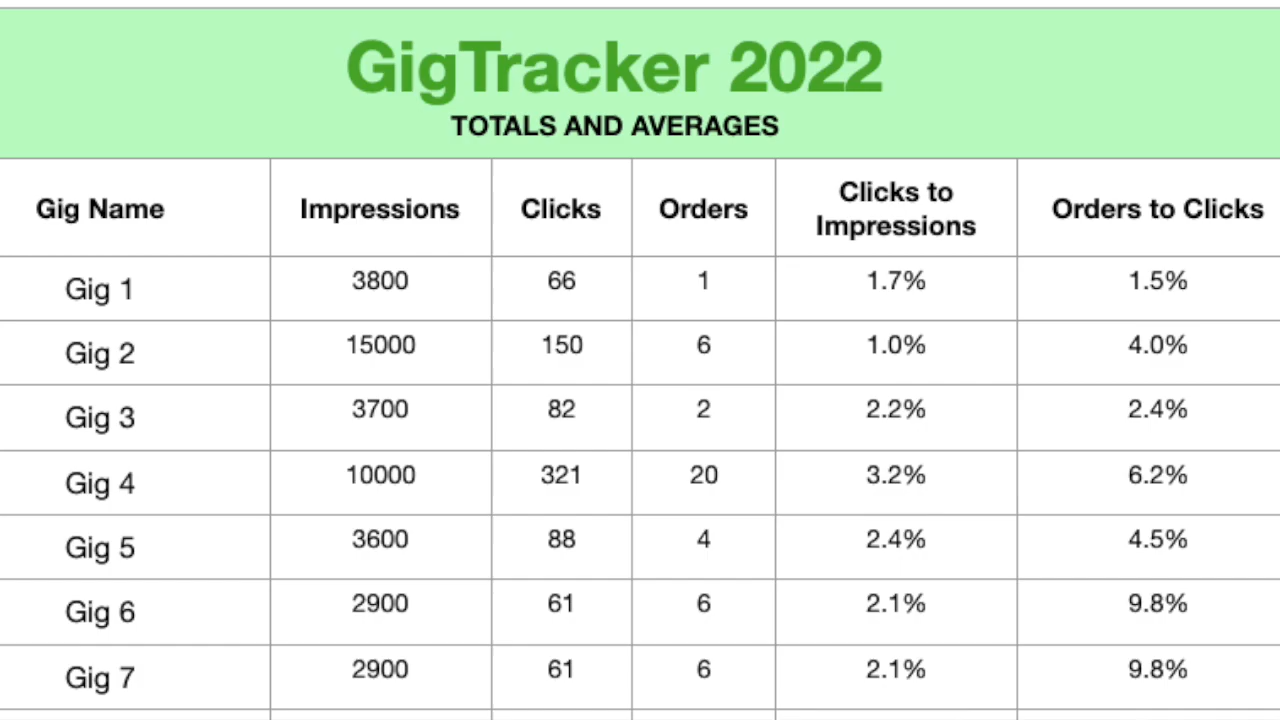 GigTracker 2022
TOTALS AND AVERAGES
Gig Name Impressions Clicks Orders Clicks to Impressions Orders to Clicks
Gig 1 3800 66 1 1.7% 1.5%
Gig 2 15000 150 6 1.0% 4.0%
Gig 3 3700 82 2 2.2% 2.4%
Gig 4 10000 321 20 3.2% 6.2%
Gig 5 3600 88 4 2.4% 4.5%
Gig 6 2900 61 6 2.1% 9.8%
Gig 7 2900 61 6 2.1% 9.8%